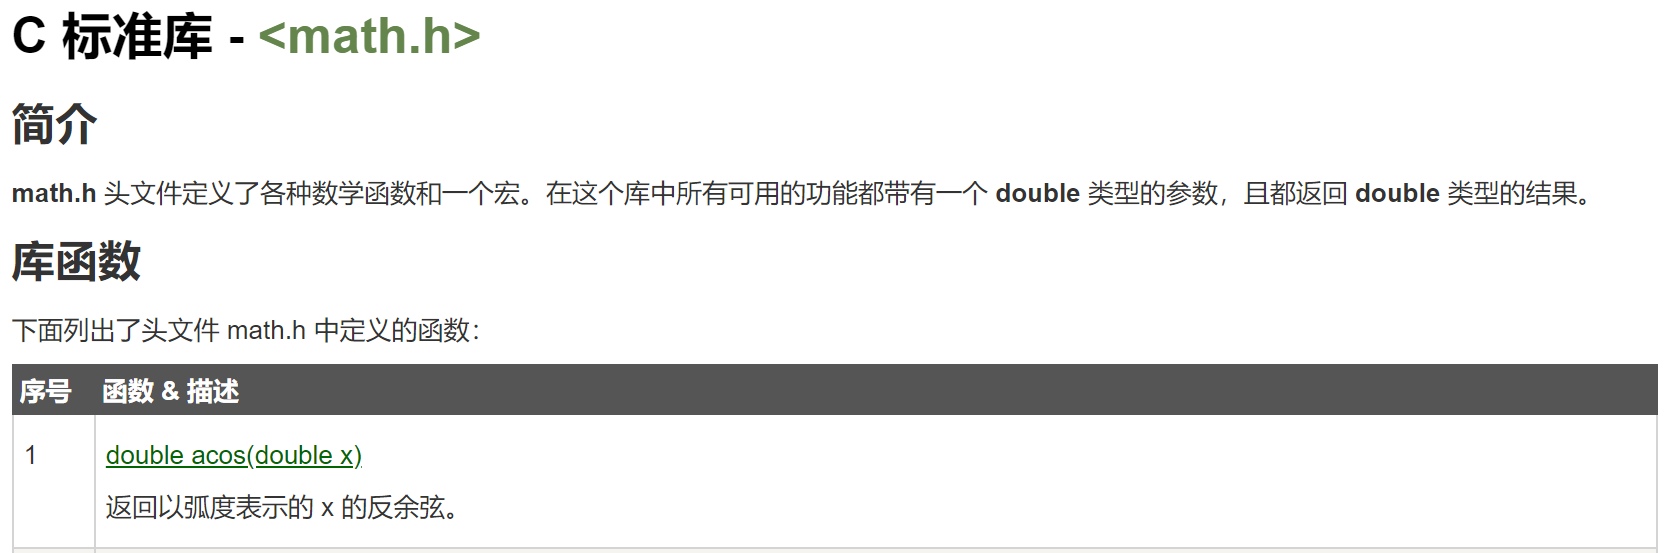 C 标准库 - <math.h>
简介
math.h 头文件定义了各种数学函数和一个宏。在这个库中所有可用的功能都带有一个 double 类型的参数，且都返回 double 类型的结果。
库函数
下面列出了头文件 math.h 中定义的函数：
序号 函数 & 描述
1 double acos(double x)
返回以弧度表示的 x 的反余弦。